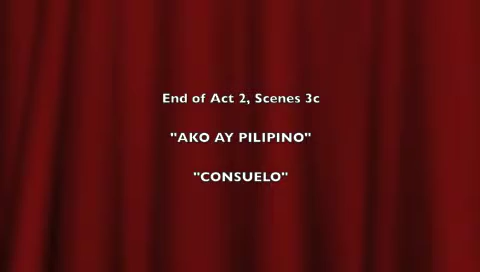 End of Act 2, Scenes 3c
"AKO AY PILIPINO"
"CONSUELO"